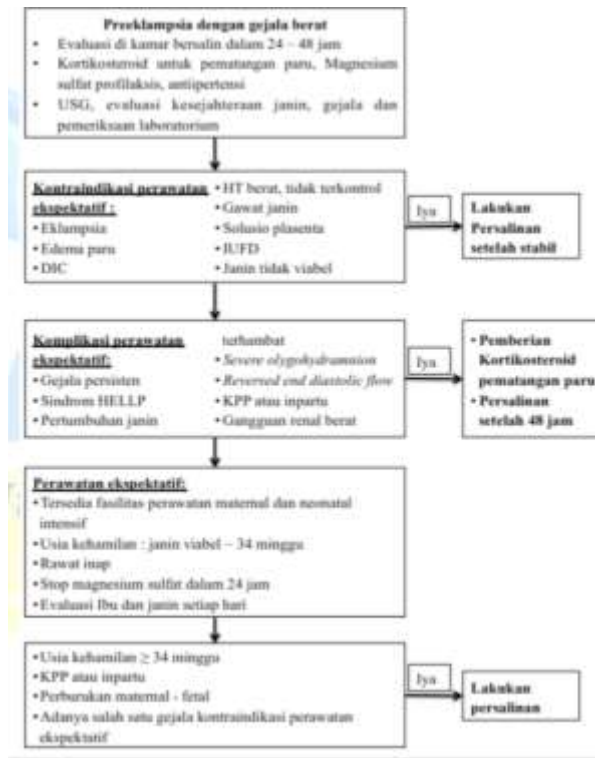 Preeklampsia dengan gejala berat
• Evaluasi di kamar bersalin dalam 24 – 48 jam
• Kortikosteroid untuk pematangan paru, Magnesium
sulfat profilaksis, antiipertensi
• USG, evaluasi kesejahteraan janin, gejala dan
pemeriksaan laboratorium
Kontraindikasi perawatan
ekspektatif :
• Eklampsia
• Edema paru
• DIC
• HT berat, tidak terkontrol
• Gawat janin
• Solusio plasenta
• IUFD
• Janin tidak viabel
Iya
Lakukan
Persalinan
setelah stabil
Komplikasi perawatan
ekspektatif:
• Gejala persisten
• Sindrom HELLP
• Pertumbuhan janin
terhambat
• Severe olygohydramnion
• Reversed end diastolic flow
• KPP atau inpartu
• Gangguan renal berat
Iya
• Pemberian
Kortikosteroid
pematangan paru
• Persalinan
setelah 48 jam
Perawatan ekspektatif:
• Tersedia fasilitas perawatan maternal dan neonatal
intensif
• Usia kehamilan : janin viabel – 34 minggu
• Rawat inap
• Stop magnesium sulfat dalam 24 jam
• Evaluasi Ibu dan janin setiap hari
• Usia kehamilan ≥ 34 minggu
• KPP atau inpartu
• Perburukan maternal - fetal
• Adanya salah satu gejala kontraindikasi perawatan
ekspektatif
Iya
Lakukan
persalinan